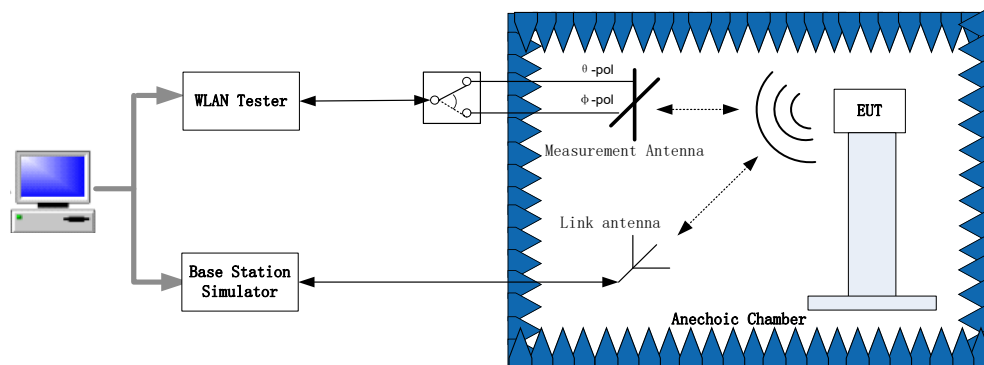 θ-pol
WLAN Tester
ϕ-pol
EUT
Measurement Antenna
Link antenna
Base Station
Simulator
Anechoic Chamber